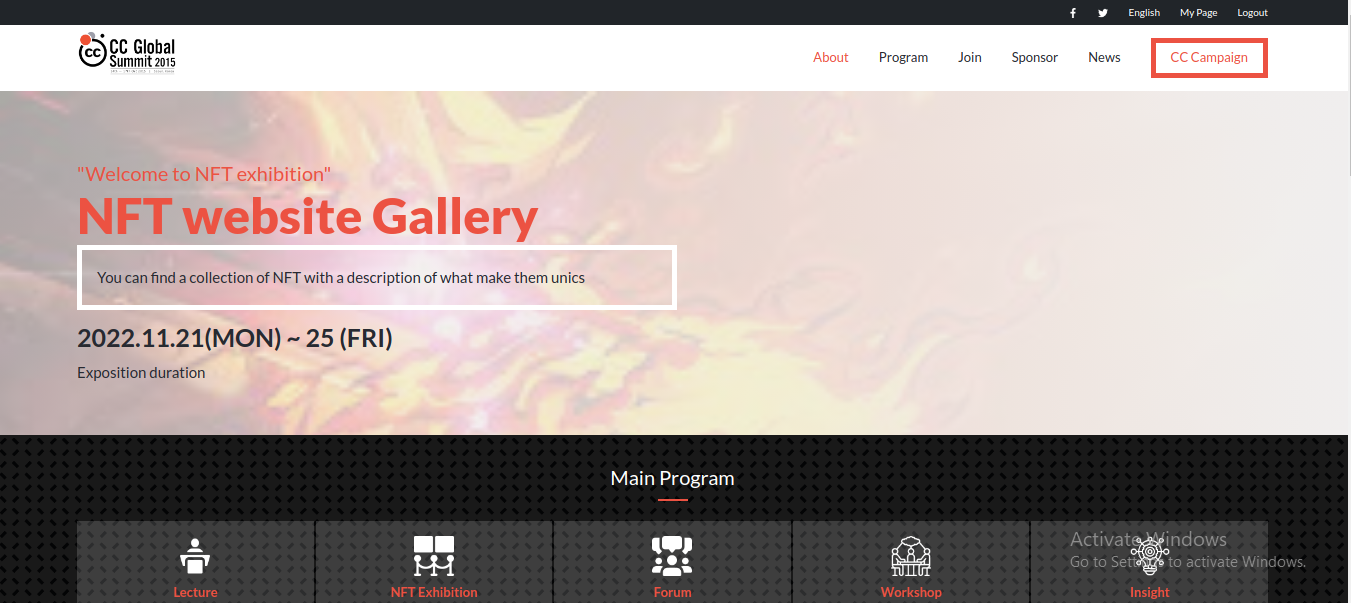 English My Page Logout
CC Global
Summit 2015
cc
About Program Join Sponsor News CC Campaign
"Welcome to NFT exhibition"
NFT website Gallery
You can find a collection of NFT with a description of what make them unics
2022.11.21(MON) ~ 25 (FRI)
Exposition duration
Main Program
Lecture NFT Exhibition Forum Workshop Insight
Activate Windows
Go to Settings to activate Windows.